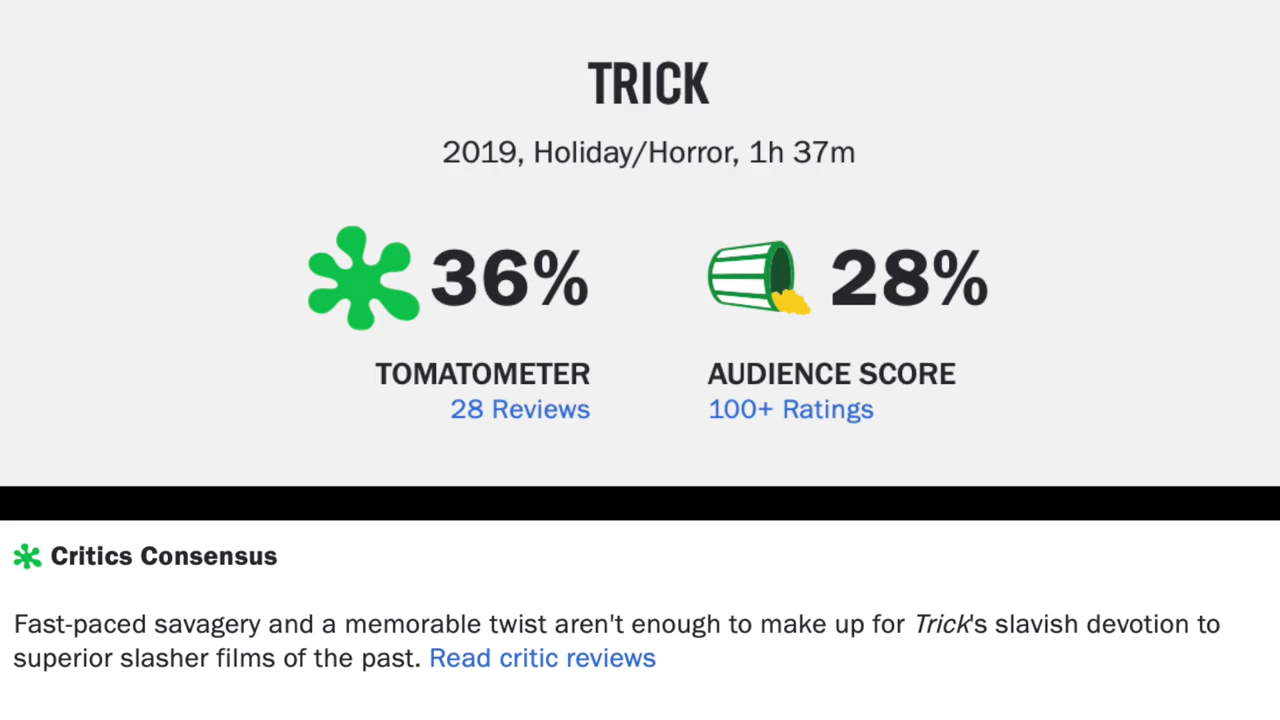 TRICK
2019, Holiday/Horror, 1h 37m
36%
28%
TOMATOMETER
AUDIENCE SCORE
28 Reviews
100+ Ratings
Critics Consensus
Fast-paced savagery and a memorable twist aren't enough to make up for Trick's slavish devotion to
superior slasher films of the past. Read critic reviews